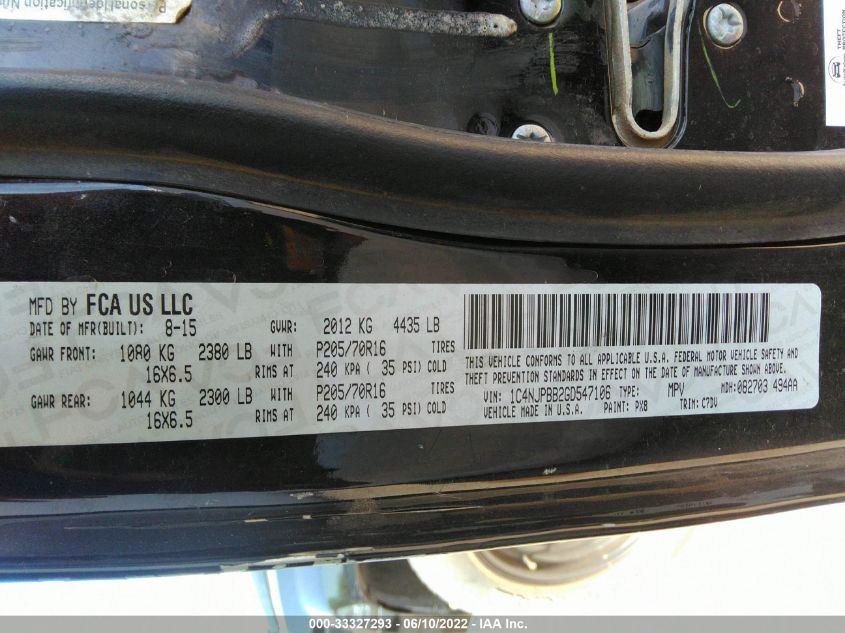 Personal Identification Nu
THEFT
MFD BY FCA US LLC
DATE OF MFR(BUILT): 8-15 GVWR: 2012 KG 4435 LB
GAWR FRONT: 1080 KG 2380 LB WITH P205/70R16 TIRES
16X6.5 RIMS AT 240 KPA ( 35 PSI) COLD
GAWR REAR: 1044 KG 2300 LB WITH P205/70R16 TIRES
16X6.5 RIMS AT 240 KPA ( 35 PSI) COLD
THIS VEHICLE CONFORMS TO ALL APPLICABLE U.S.A. FEDERAL MOTOR VEHICLE SAFETY AND
THEFT PREVENTION STANDARDS IN EFFECT ON THE DATE OF MANUFACTURE SHOWN ABOVE.
VIN: 1C4NJPBB2GD547106 TYPE: MPV MDH: 082703 494AA
VEHICLE MADE IN U.S.A. PAINT: PX8 TRIM: C7DV
000-33327293 - 06/10/2022 - IAA Inc.